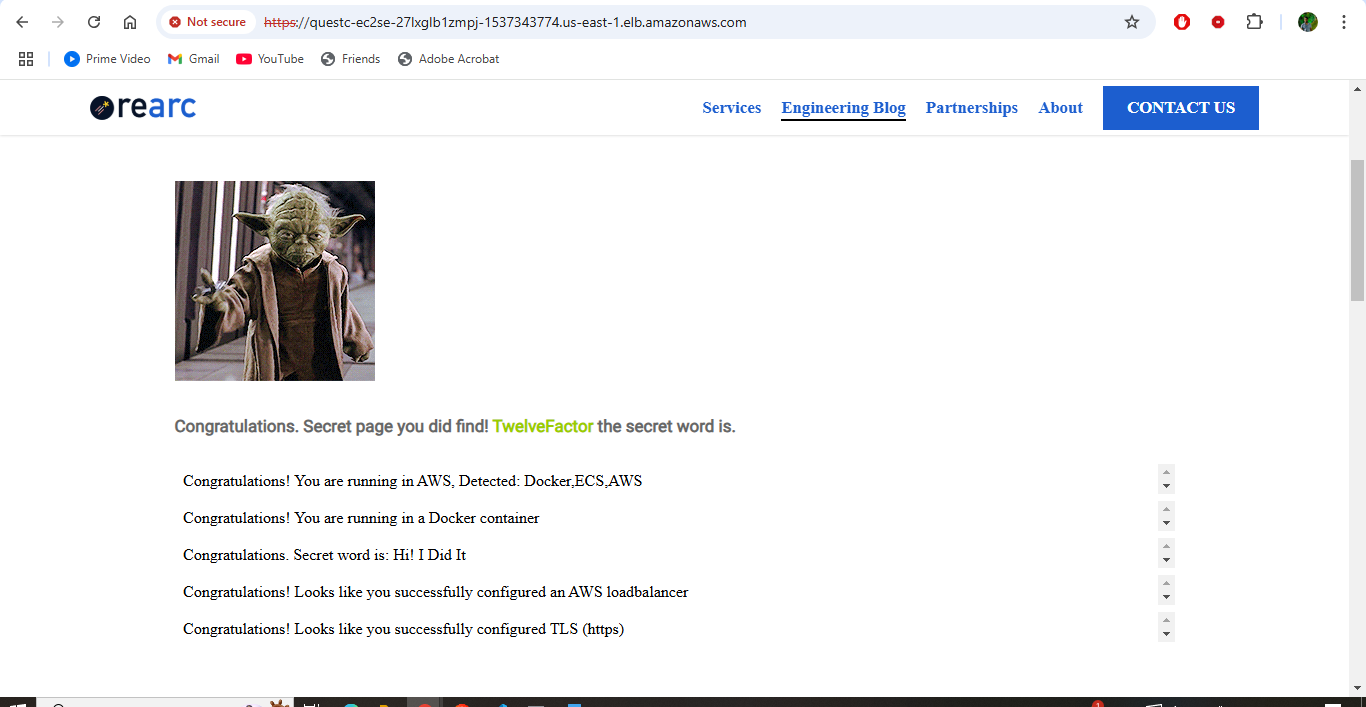 Not secure https://questc-ec2se-27lxglb1zmpj-1537343774.us-east-1.elb.amazonaws.com
Prime Video Gmail YouTube Friends Adobe Acrobat
rearc Services Engineering Blog Partnerships About CONTACT US
Congratulations. Secret page you did find! TwelveFactor the secret word is.
Congratulations! You are running in AWS, Detected: Docker,ECS,AWS
Congratulations! You are running in a Docker container
Congratulations. Secret word is: Hi! I Did It
Congratulations! Looks like you successfully configured an AWS loadbalancer
Congratulations! Looks like you successfully configured TLS (https)
1